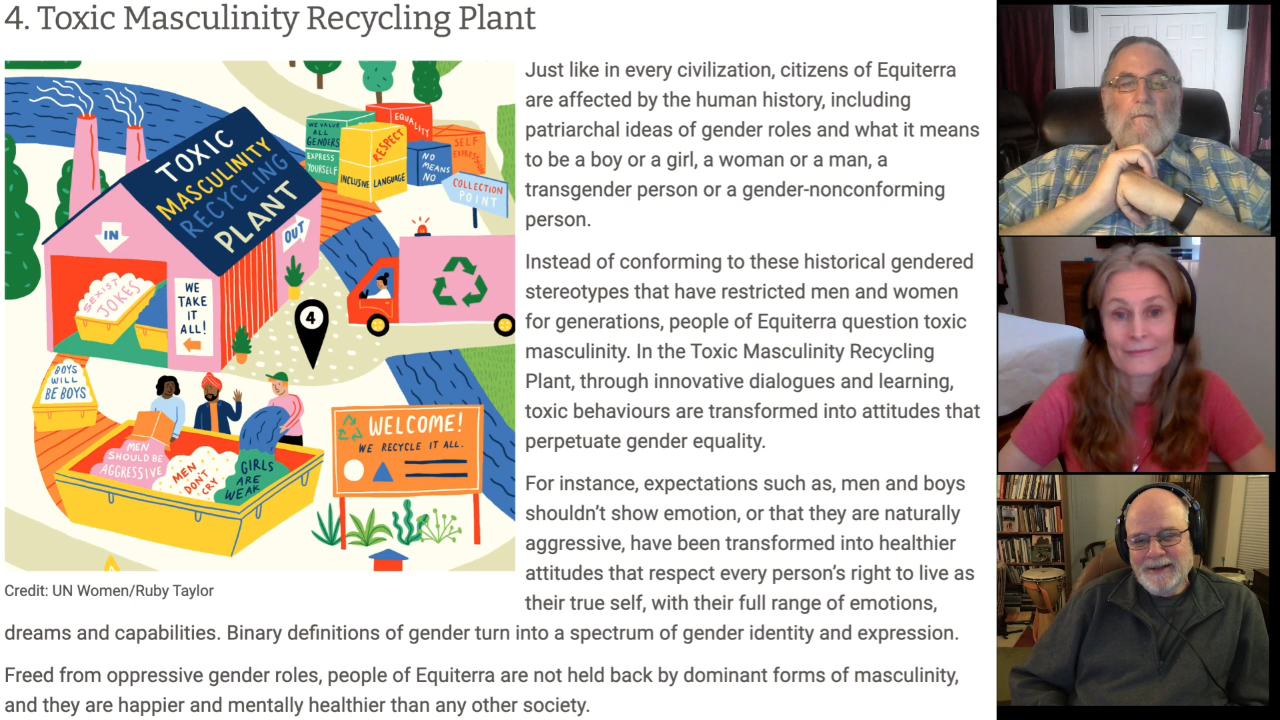 4. Toxic Masculinity Recycling Plant
TOXIC
MASCULINITY
RECYCLING
PLANT
IN
OUT
SEXIST
JOKES
WE
TAKE
IT
ALL!
BOYS
WILL
BE BOYS
MEN
SHOULD BE
AGGRESSIVE
MEN
DON'T
CRY
GIRLS
ARE
WEAK
WE VALUE
ALL
GENDERS
EXPRESS
YOURSELF
EQUALITY
RESPECT
INCLUSIVE LANGUAGE
NO
MEANS
NO
SELF
EXPRESSION
COLLECTION
POINT
4
WELCOME!
WE RECYCLE IT ALL.
Credit: UN Women/Ruby Taylor
Just like in every civilization, citizens of Equiterra
are affected by the human history, including
patriarchal ideas of gender roles and what it means
to be a boy or a girl, a woman or a man, a
transgender person or a gender-nonconforming
person.
Instead of conforming to these historical gendered
stereotypes that have restricted men and women
for generations, people of Equiterra question toxic
masculinity. In the Toxic Masculinity Recycling
Plant, through innovative dialogues and learning,
toxic behaviours are transformed into attitudes that
perpetuate gender equality.
For instance, expectations such as, men and boys
shouldn't show emotion, or that they are naturally
aggressive, have been transformed into healthier
attitudes that respect every person's right to live as
their true self, with their full range of emotions,
dreams and capabilities. Binary definitions of gender turn into a spectrum of gender identity and expression.
Freed from oppressive gender roles, people of Equiterra are not held back by dominant forms of masculinity,
and they are happier and mentally healthier than any other society.